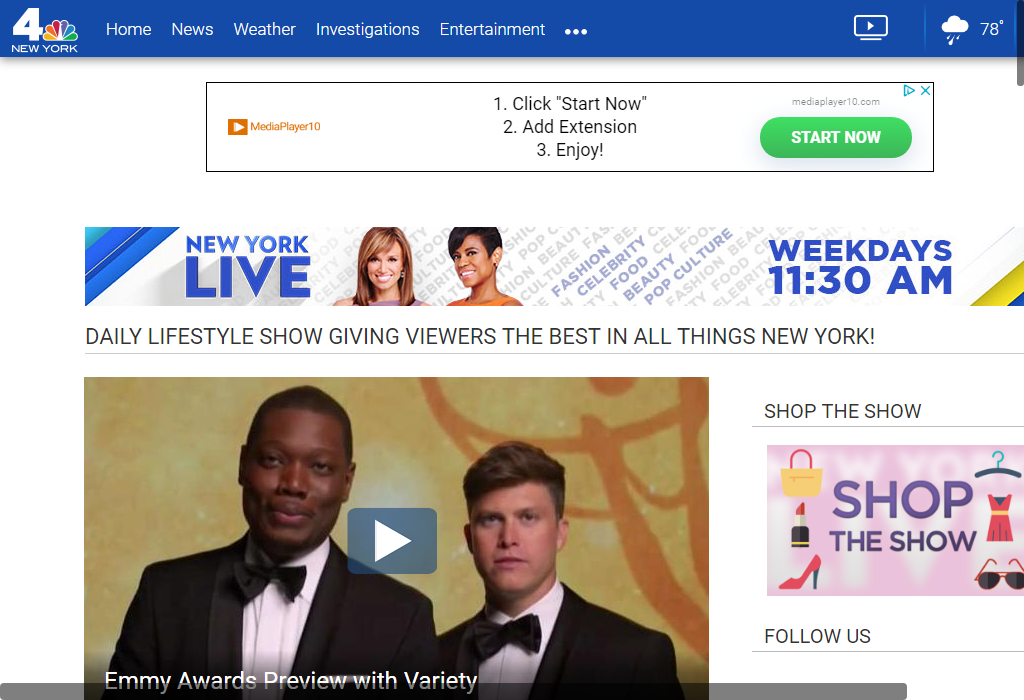 4
NEW YORK
Home News Weather Investigations Entertainment
78°
MediaPlayer10
1. Click "Start Now"
2. Add Extension
3. Enjoy!
mediaplayer10.com
START NOW
NEW YORK
LIVE
FASHION
CELEBRITY
FOOD
BEAUTY
POP CULTURE
WEEKDAYS
11:30 AM
DAILY LIFESTYLE SHOW GIVING VIEWERS THE BEST IN ALL THINGS NEW YORK!
Emmy Awards Preview with Variety
SHOP THE SHOW
SHOP
THE SHOW
FOLLOW US